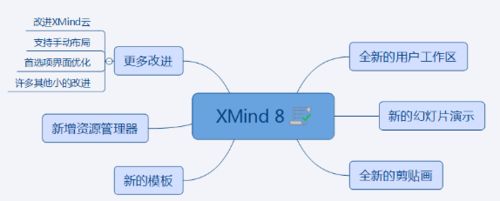 改进XMind云
支持手动布局
首选项界面优化
许多其他小的改进
更多改进
新增资源管理器
新的模板
XMind 8
全新的用户工作区
新的幻灯片演示
全新的剪贴画